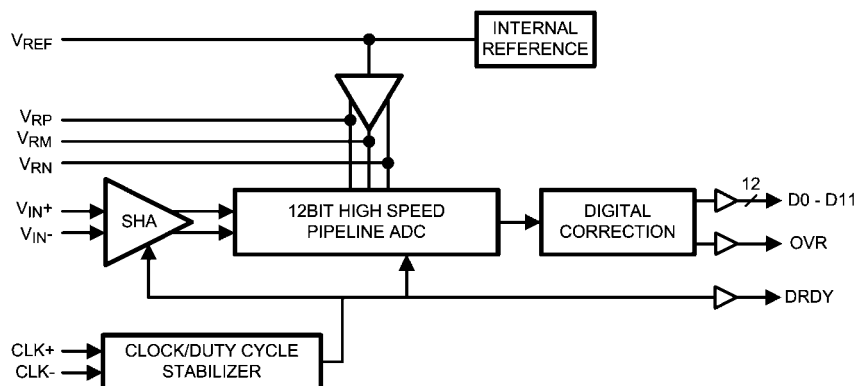 INTERNAL
REFERENCE
VREF
VRP
VRM
VRN
VIN+
VIN-
SHA
12BIT HIGH SPEED
PIPELINE ADC
DIGITAL
CORRECTION
12
D0 - D11
OVR
DRDY
CLK+
CLK-
CLOCK/DUTY CYCLE
STABILIZER